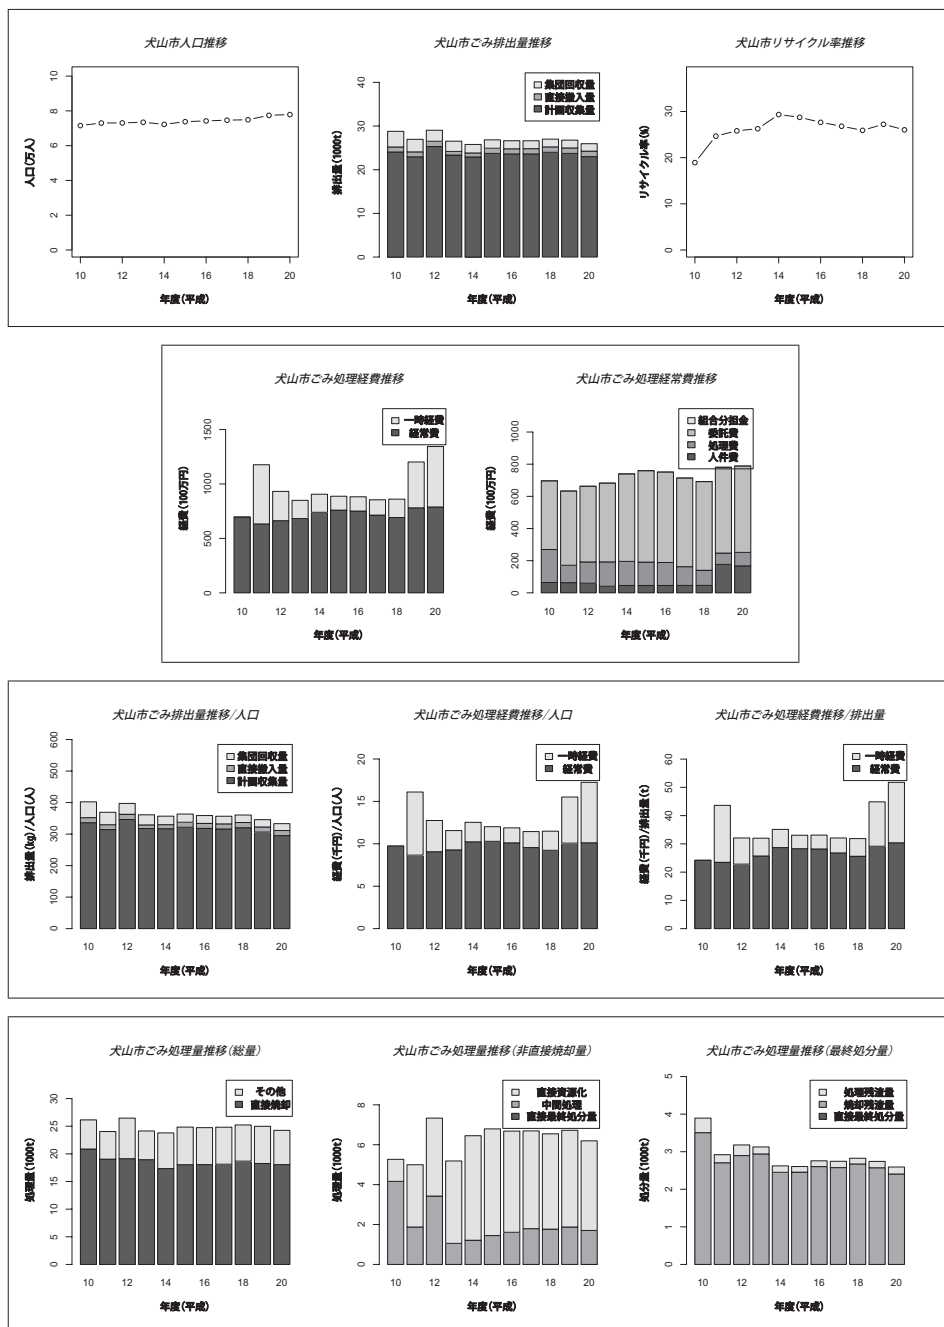 犬山市人口推移
人口(万人)
0 2 4 6 8 10
10 12 14 16 18 20
年度(平成)
犬山市ごみ排出量推移
集団回収量
直接搬入量
計画収集量
排出量(1000t)
0 10 20 30 40
10 12 14 16 18 20
年度(平成)
犬山市リサイクル率推移
リサイクル率(%)
0 10 20 30
10 12 14 16 18 20
年度(平成)
犬山市ごみ処理経費推移
一時経費
経常費
経費(100万円)
0 500 1000 1500
10 12 14 16 18 20
年度(平成)
犬山市ごみ処理経常費推移
組合分担金
委託費
処理費
人件費
経費(100万円)
0 200 400 600 800 1000
10 12 14 16 18 20
年度(平成)
犬山市ごみ排出量推移/人口
集団回収量
直接搬入量
計画収集量
排出量(kg)/人口(人)
0 100 200 300 400 500 600
10 12 14 16 18 20
年度(平成)
犬山市ごみ処理経費推移/人口
一時経費
経常費
経費(千円)/人口(人)
0 5 10 15 20
10 12 14 16 18 20
年度(平成)
犬山市ごみ処理経費推移/排出量
一時経費
経常費
経費(千円)/排出量(t)
0 10 20 30 40 50 60
10 12 14 16 18 20
年度(平成)
犬山市ごみ処理量推移(総量)
その他
直接焼却
処理量(1000t)
0 5 10 15 20 25 30
10 12 14 16 18 20
年度(平成)
犬山市ごみ処理量推移(非直接焼却量)
直接資源化
中間処理
直接最終処分量
処理量(1000t)
0 2 4 6 8
10 12 14 16 18 20
年度(平成)
犬山市ごみ処理量推移(最終処分量)
処理残渣量
焼却残渣量
直接最終処分量
処分量(1000t)
0 1 2 3 4 5
10 12 14 16 18 20
年度(平成)